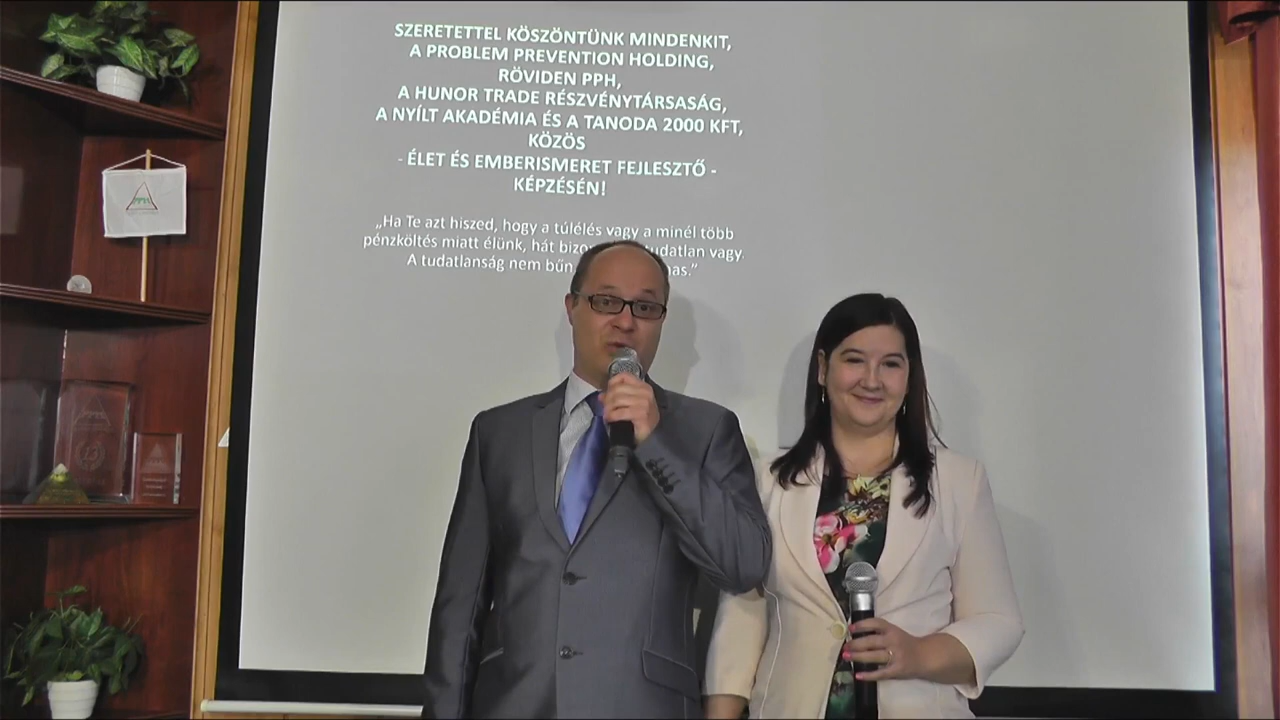 SZERETETTEL KÖSZÖNTÜNK MINDENKIT,
A PROBLEM PREVENTION HOLDING,
RÖVIDEN PPH,
A HUNOR TRADE RÉSZVÉNYTÁRSASÁG,
A NYÍLT AKADÉMIA ÉS A TANODA 2000 KFT,
KÖZÖS
- ÉLET ÉS EMBERISMERET FEJLESZTŐ -
KÉPZÉSÉN!
„Ha Te azt hiszed, hogy a túlélés vagy a minél több
pénzköltés miatt élünk, hát vagy.
A tudatlanság nem bűn
13